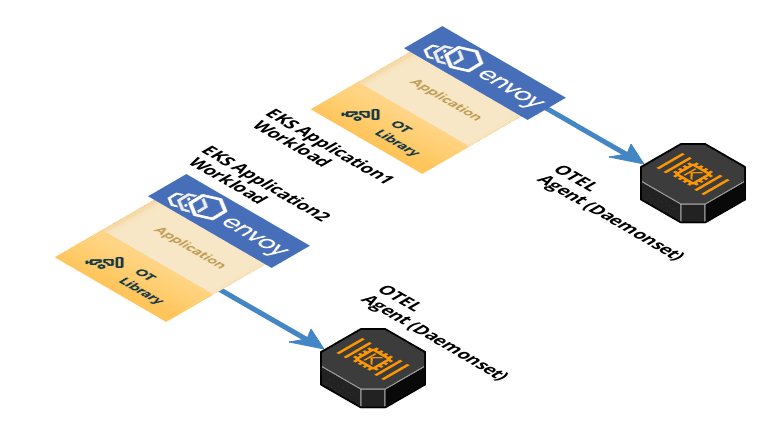 envoy
Application
OT
Library
EKS Application1
Workload
OTEL
Agent (Daemonset)
K
EKS Application2
Workload
envoy
Application
OT
Library
OTEL
Agent (Daemonset)
K